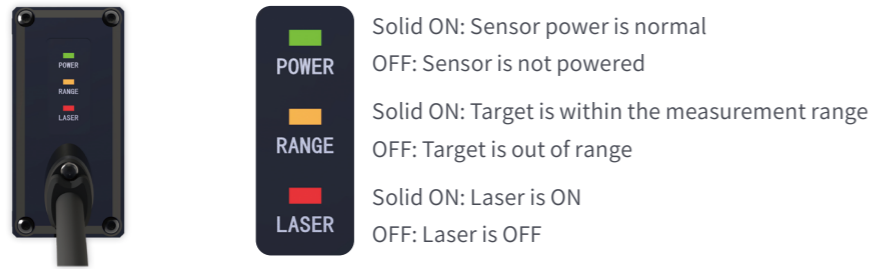 POWER
RANGE
LASER
POWER
Solid ON: Sensor power is normal
OFF: Sensor is not powered
RANGE
Solid ON: Target is within the measurement range
OFF: Target is out of range
LASER
Solid ON: Laser is ON
OFF: Laser is OFF